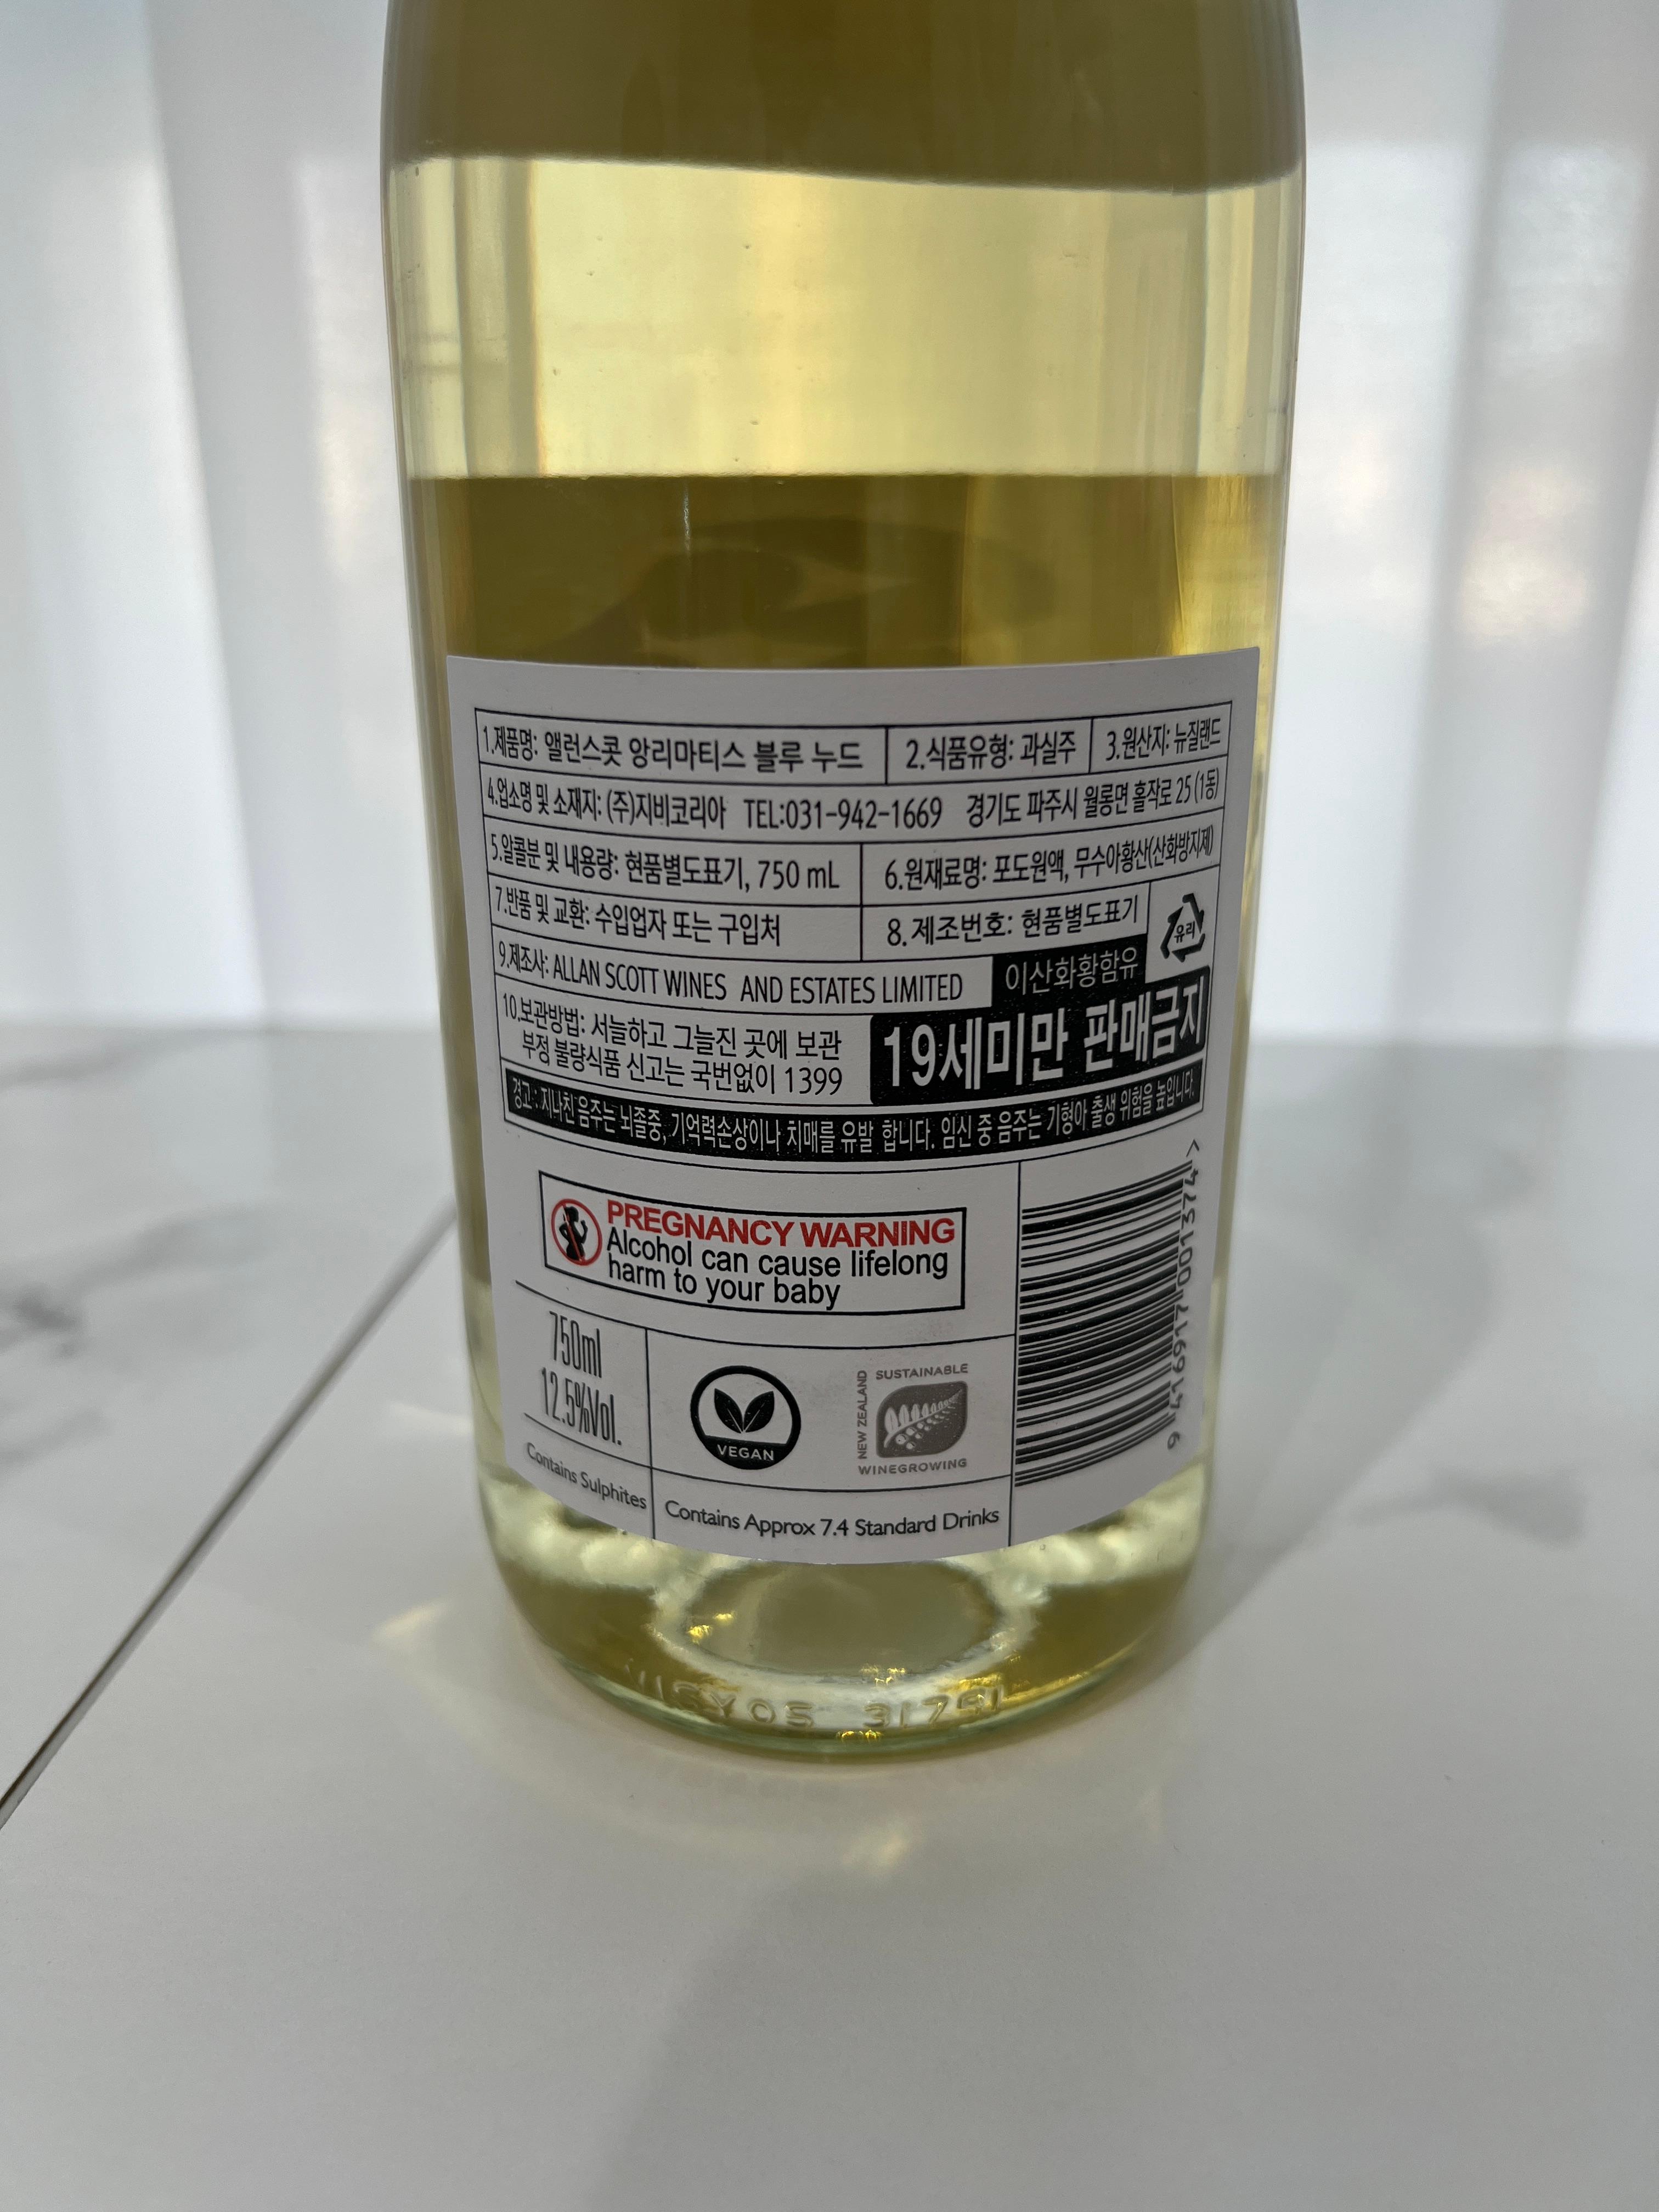 1.제품명: 앨런스콧 앙리마티스 블루 누드 2.식품유형: 과실주 3.원산지: 뉴질랜드
4.업소명 및 소재지: (주)지비코리아 TEL:031-942-1669 경기도 파주시 월롱면 홀작로 25 (1동)
5.알콜분 및 내용량: 현품별도표기, 750 mL 6.원재료명: 포도원액, 무수아황산(산화방지제)
7.반품 및 교환: 수입업자 또는 구입처 8.제조번호: 현품별도표기
유리
9.제조사: ALLAN SCOTT WINES AND ESTATES LIMITED 이산화황함유
10.보관방법: 서늘하고 그늘진 곳에 보관
부정 불량식품 신고는 국번없이 1399
19세미만 판매금지
경고 : 지나친 음주는 뇌졸중, 기억력손상이나 치매를 유발 합니다. 임신 중 음주는 기형아 출생 위험을 높입니다.
PREGNANCY WARNING
Alcohol can cause lifelong
harm to your baby
750ml
12.5%Vol.
Contains Sulphites
VEGAN
SUSTAINABLE
NEW ZEALAND
WINEGROWING
Contains Approx 7.4 Standard Drinks
9 416917 001374 >